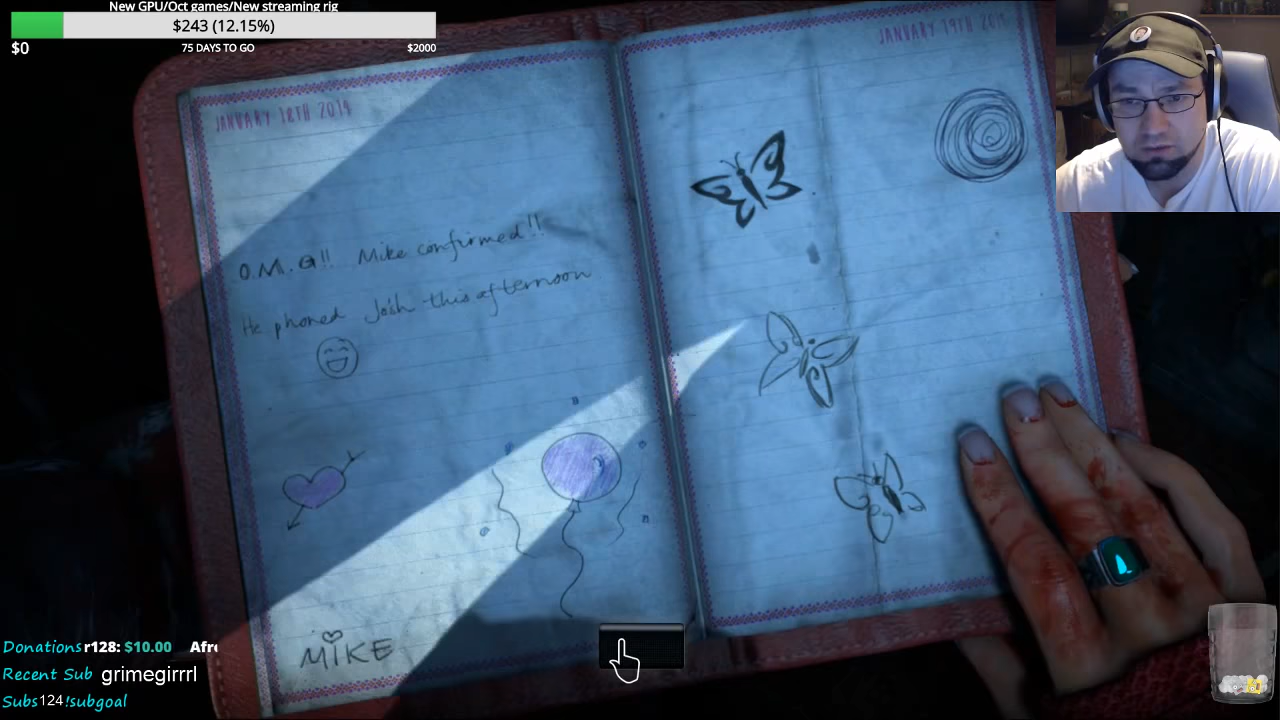 New GPU/Oct games/New streaming rig
$243 (12.15%)
$0 75 DAYS TO GO $2000
JANUARY 18TH 2014
JANUARY 19TH
O.M.G!! Mike confirmed!!
He phoned Josh this afternoon
MIKE
Donations r128: $10.00 Afr
Recent Sub grimegirrrl
Subs 124 !subgoal